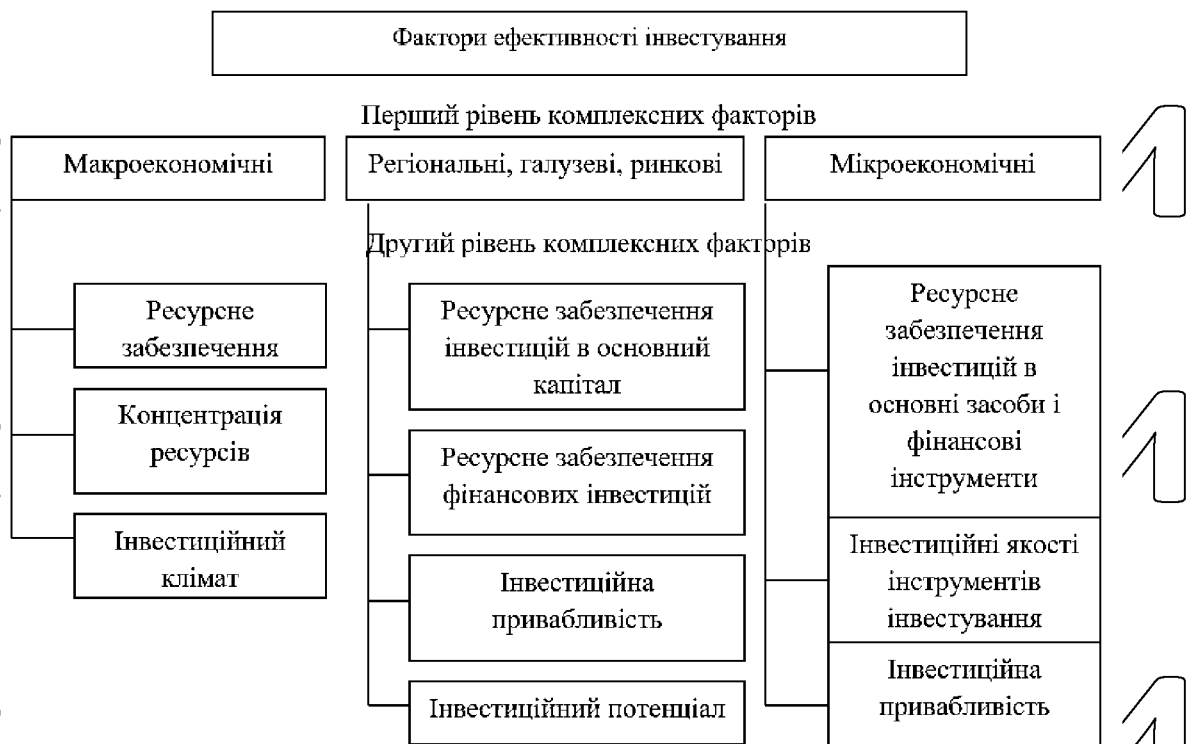 Фактори ефективності інвестування
Перший рівень комплексних факторів
Макроекономічні
Регіональні, галузеві, ринкові
Мікроекономічні
Другий рівень комплексних факторів
Ресурсне
забезпечення
Концентрація
ресурсів
Інвестиційний
клімат
Ресурсне забезпечення
інвестицій в основний
капітал
Ресурсне забезпечення
фінансових інвестицій
Інвестиційна
привабливість
Інвестиційний потенціал
Ресурсне
забезпечення
інвестицій в
основні засоби і
фінансові
інструменти
Інвестиційні якості
інструментів
інвестування
Інвестиційна
привабливість